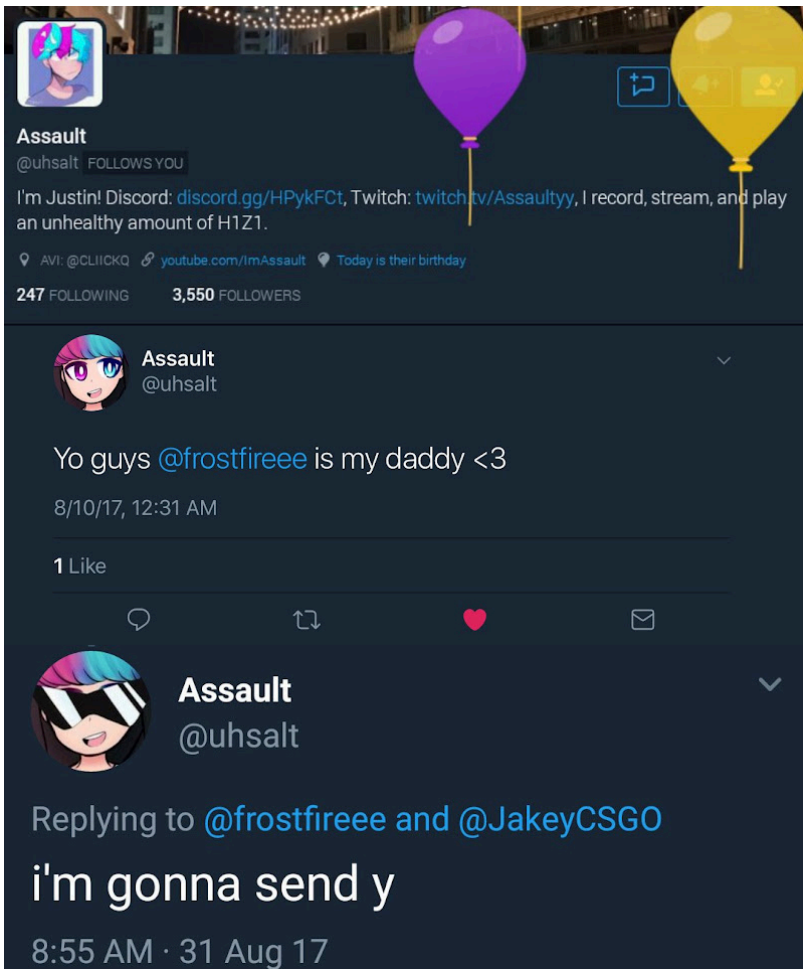 Assault
@uhsalt FOLLOWS YOU
I'm Justin! Discord: discord.gg/HPykFCt, Twitch: twitch.tv/Assaultyy, I record, stream, and play
an unhealthy amount of H1Z1.
AVI: @CLIICKQ youtube.com/ImAssault Today is their birthday
247 FOLLOWING 3,550 FOLLOWERS
Assault
@uhsalt
Yo guys @frostfireee is my daddy <3
8/10/17, 12:31 AM
1 Like
Assault
@uhsalt
Replying to @frostfireee and @JakeyCSGO
i'm gonna send y
8:55 AM · 31 Aug 17